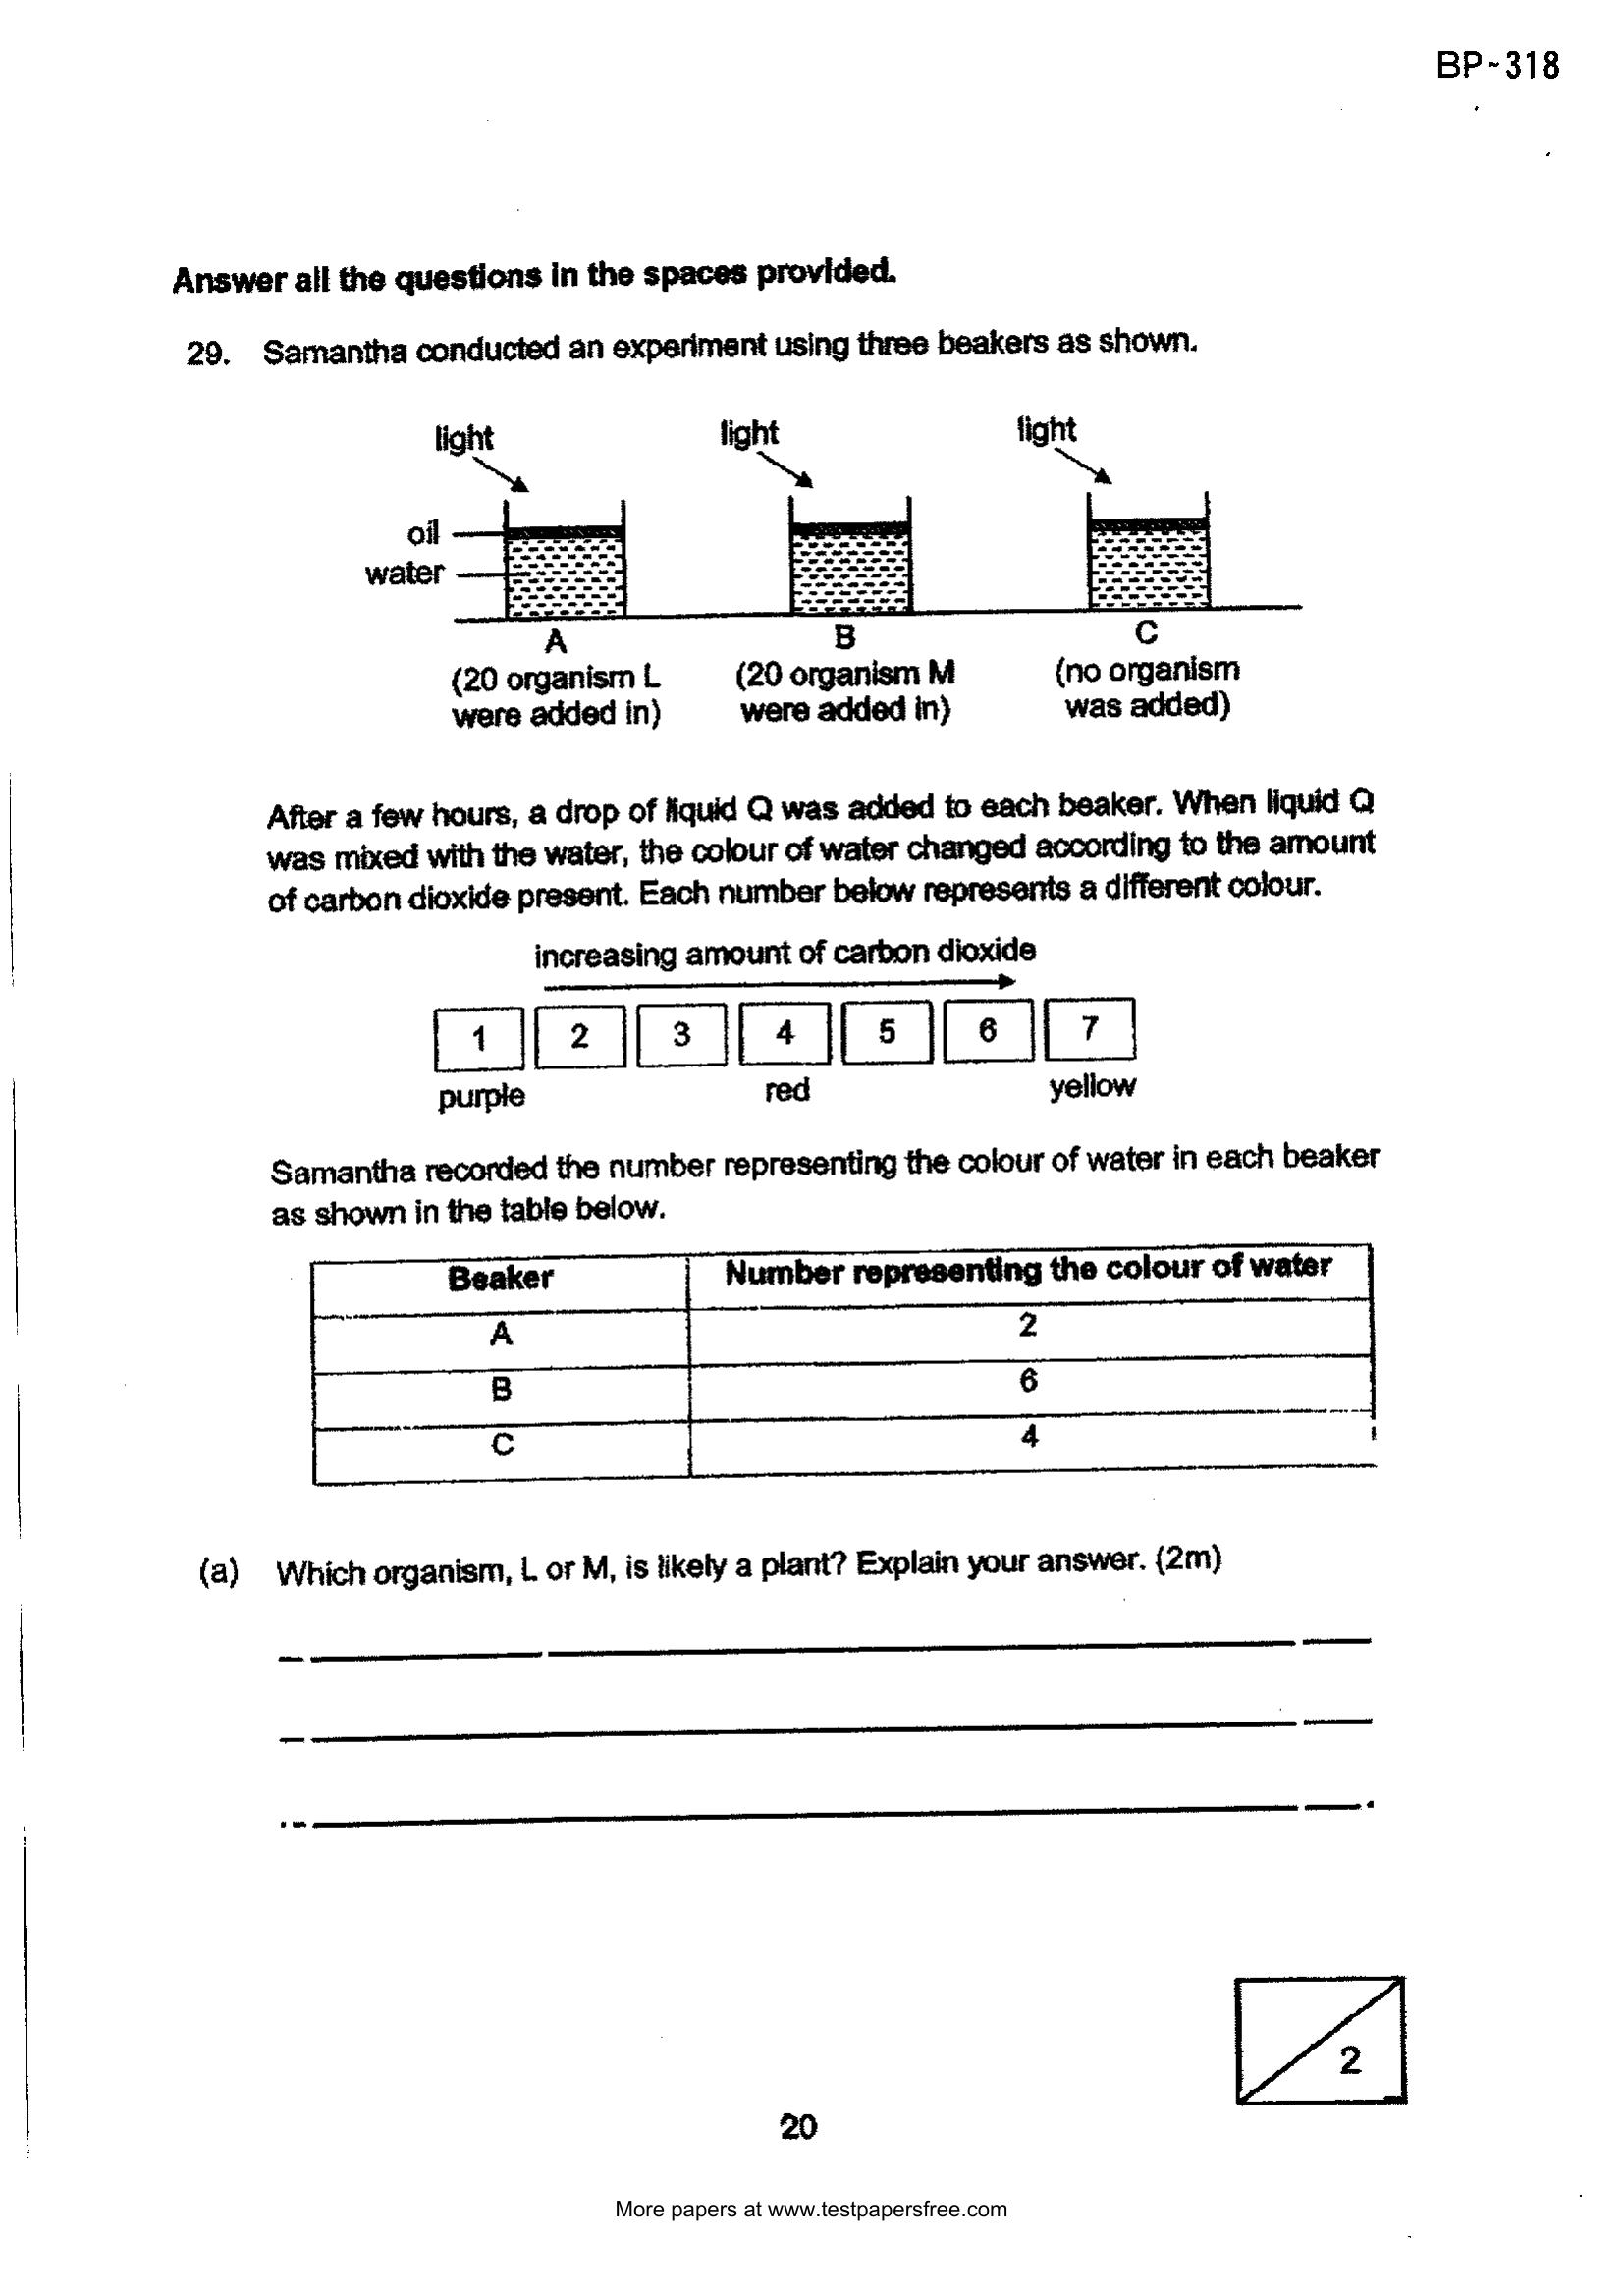 BP-318
Answer all the questions in the spaces provided.
29. Samantha conducted an experiment using three beakers as shown.
light light light
oil
water
A B C
(20 organism L (20 organism M (no organism
were added in) were added in) was added)
After a few hours, a drop of liquid Q was added to each beaker. When liquid Q
was mixed with the water, the colour of water changed according to the amount
of carbon dioxide present. Each number below represents a different colour.
increasing amount of carbon dioxide
1 2 3 4 5 6 7
purple red yellow
Samantha recorded the number representing the colour of water in each beaker
as shown in the table below.
Beaker Number representing the colour of water
A 2
B 6
C 4
(a) Which organism, L or M, is likely a plant? Explain your answer. (2m)
2
20
More papers at www.testpapersfree.com